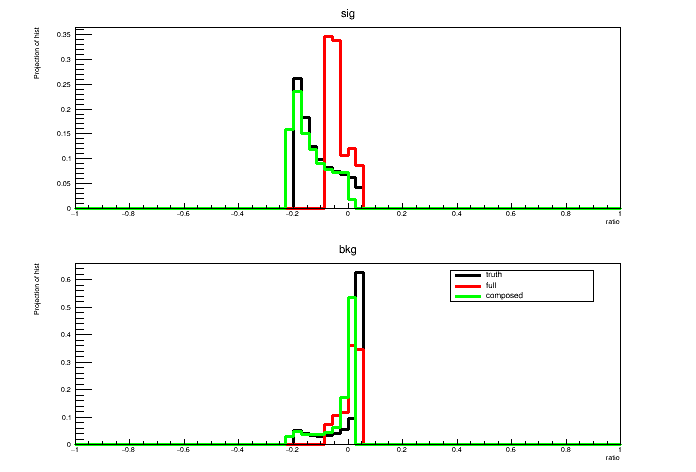 sig
Projection of hist
0.35
0.3
0.25
0.2
0.15
0.1
0.05
0
−1 −0.8 −0.6 −0.4 −0.2 0 0.2 0.4 0.6 0.8 1
ratio
bkg
Projection of hist
0.6
0.5
0.4
0.3
0.2
0.1
0
truth
full
composed
−1 −0.8 −0.6 −0.4 −0.2 0 0.2 0.4 0.6 0.8 1
ratio